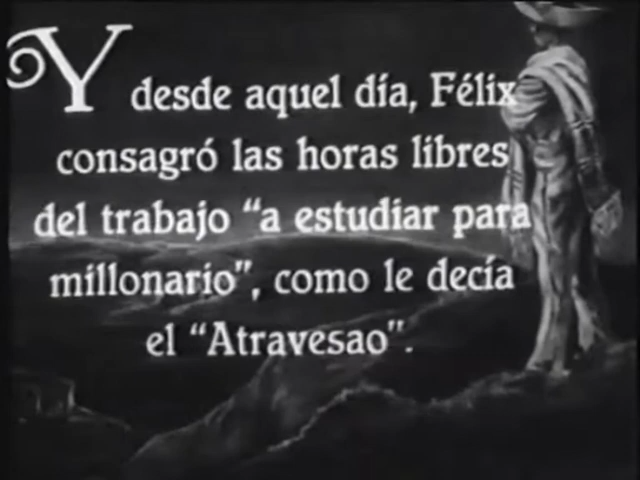 Y desde aquel día, Félix
consagró las horas libres
del trabajo “a estudiar para
millonario”, como le decía
el “Atravesao”.